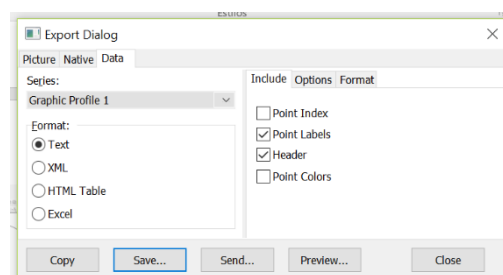 Estilos
Export Dialog
Picture Native Data
Series:
Graphic Profile 1
Format:
Text
XML
HTML Table
Excel
Include Options Format
Point Index
Point Labels
Header
Point Colors
Copy Save... Send... Preview... Close